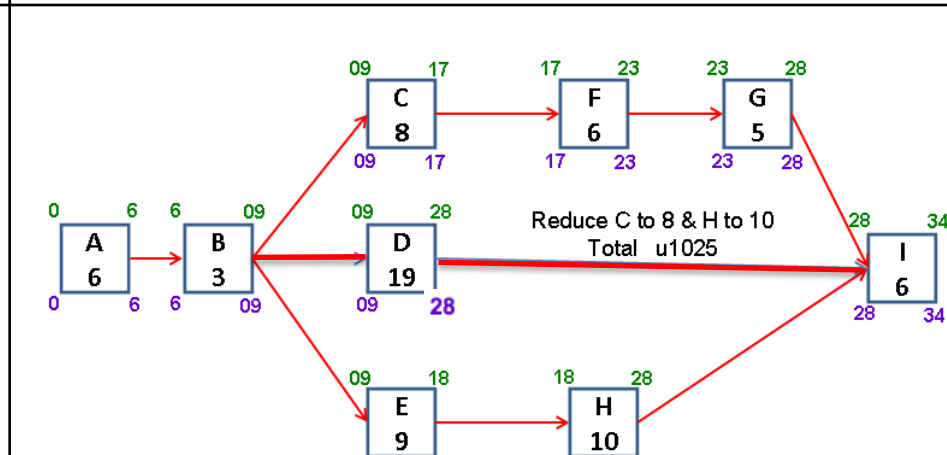 09 17
C
8
09 17
17 23
F
6
17 23
23 28
G
5
23 28
0 6
A
6
0 6
6 09
B
3
6 09
09 28
D
19
09 28
Reduce C to 8 & H to 10
Total u1025
28 34
I
6
28 34
09 18
E
9
18 28
H
10